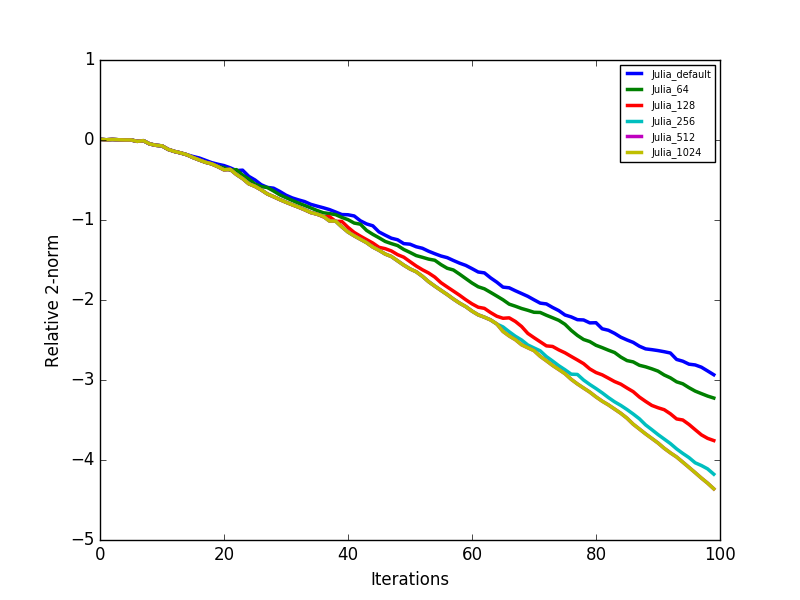 1
0
−1
−2
−3
−4
−5
Relative 2-norm
0 20 40 60 80 100
Iterations
Julia_default
Julia_64
Julia_128
Julia_256
Julia_512
Julia_1024